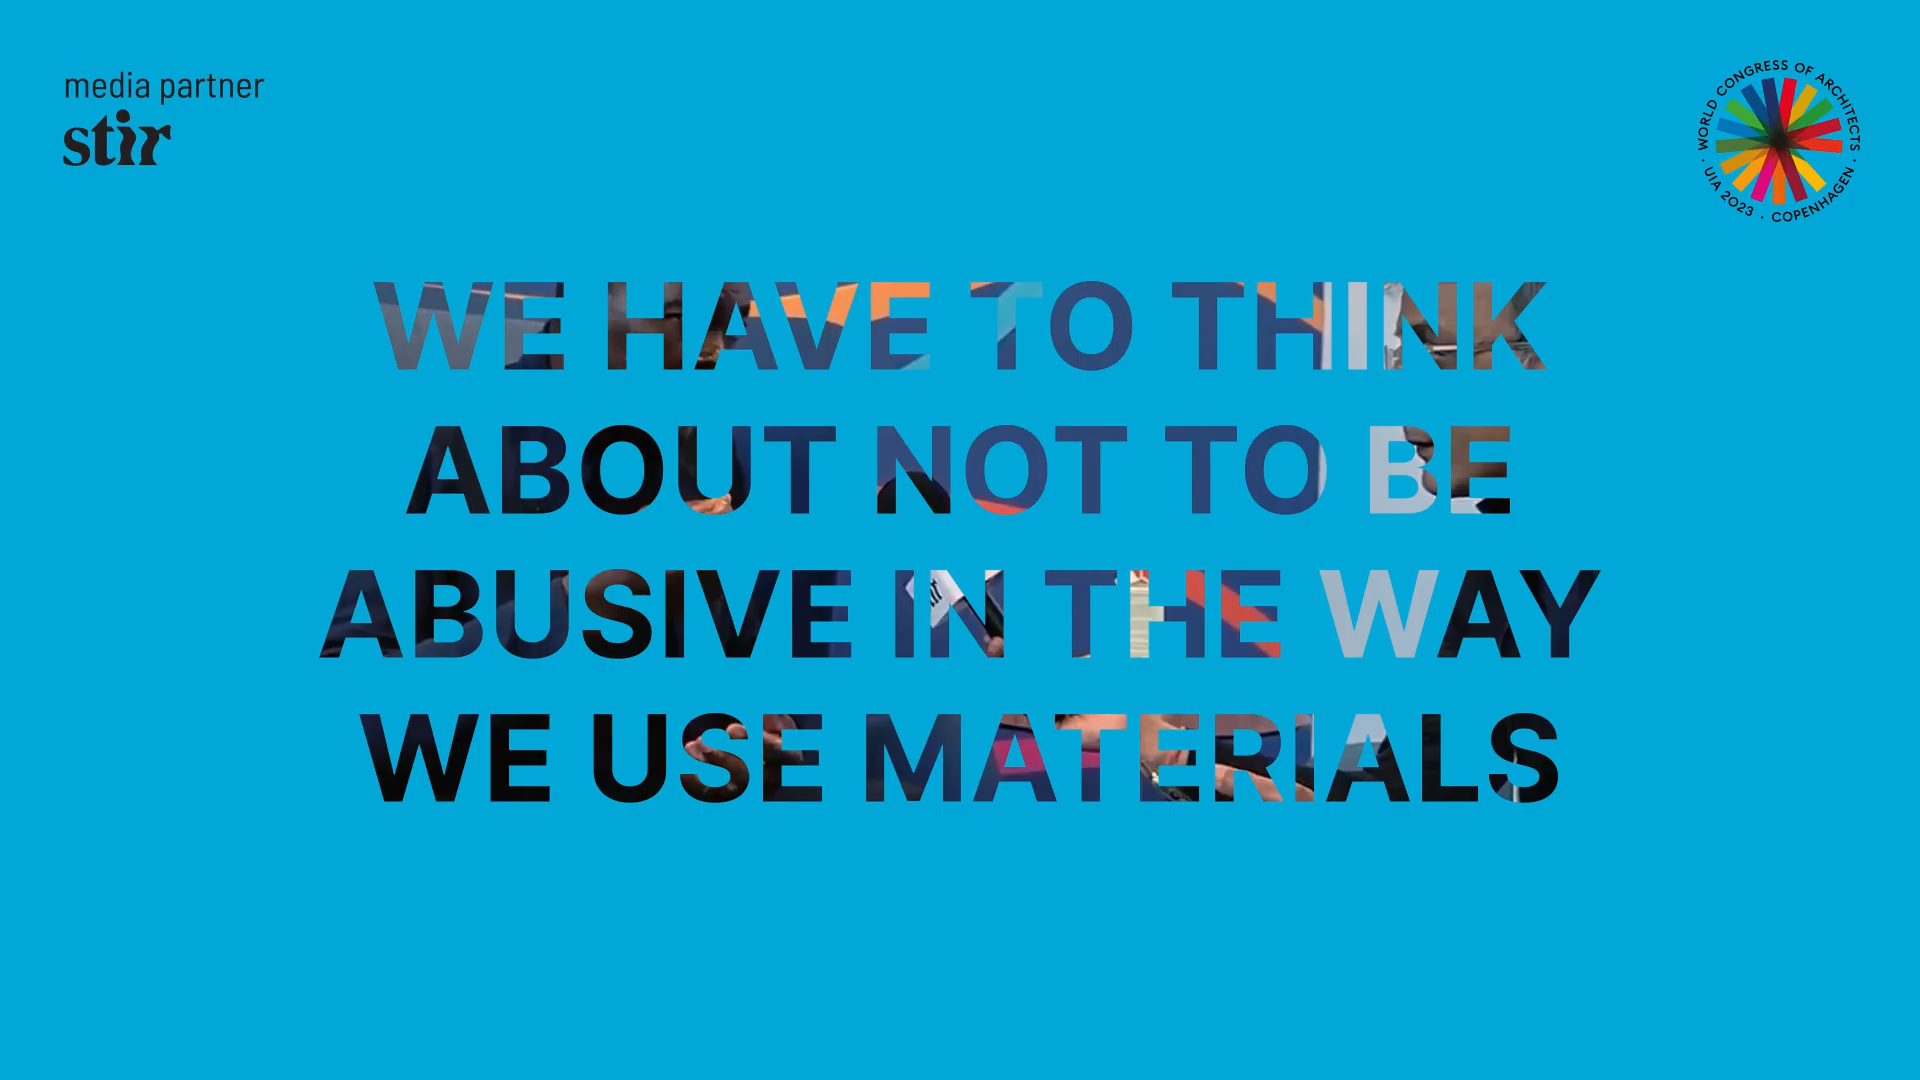 media partner
stir
WORLD CONGRESS OF ARCHITECTS · UIA 2023 · COPENHAGEN ·
WE HAVE TO THINK
ABOUT NOT TO BE
ABUSIVE IN THE WAY
WE USE MATERIALS